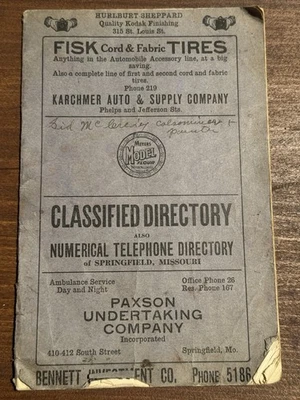 HURLBURT SHEPPARD
Quality Kodak Finishing
315 St. Louis St.
FISK Cord & Fabric TIRES
Anything in the Automobile Accessory line, at a big
saving.
Also a complete line of first and second cord and fabric
tires.
Phone 219
KARCHMER AUTO & SUPPLY COMPANY
Phelps and Jefferson Sts.
Sid Mc
+
MODEL
CLASSIFIED DIRECTORY
ALSO
NUMERICAL TELEPHONE DIRECTORY
of SPRINGFIELD, MISSOURI
Ambulance Service
Day and Night
Office Phone 26
Res. Phone 167
PAXSON
UNDERTAKING
COMPANY
Incorporated
410-412 South Street
Springfield, Mo.
BENNETT INVESTMENT CO. PHONE 5186